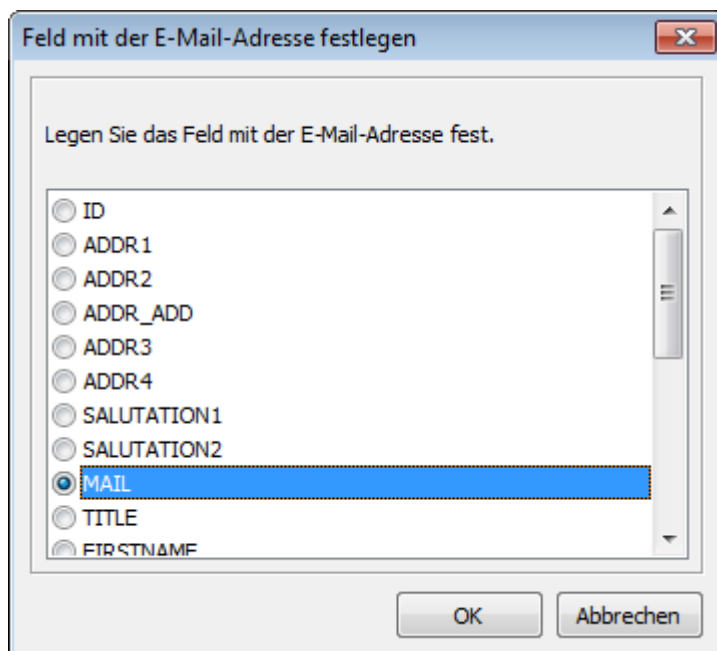 Feld mit der E-Mail-Adresse festlegen
Legen Sie das Feld mit der E-Mail-Adresse fest.
ID
ADDR1
ADDR2
ADDR_ADD
ADDR3
ADDR4
SALUTATION1
SALUTATION2
MAIL
TITLE
FIRSTNAME
OK
Abbrechen